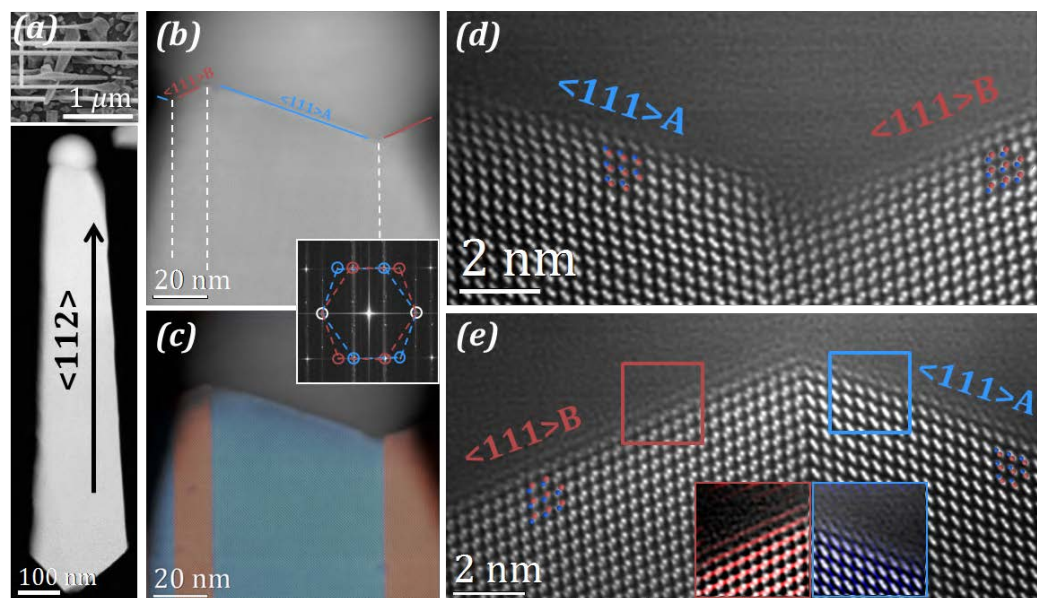 (a)
1 μm
<112>
100 nm
(b)
<111>B
<111>A
20 nm
(c)
20 nm
(d)
<111>A
<111>B
2 nm
(e)
<111>B
<111>A
2 nm